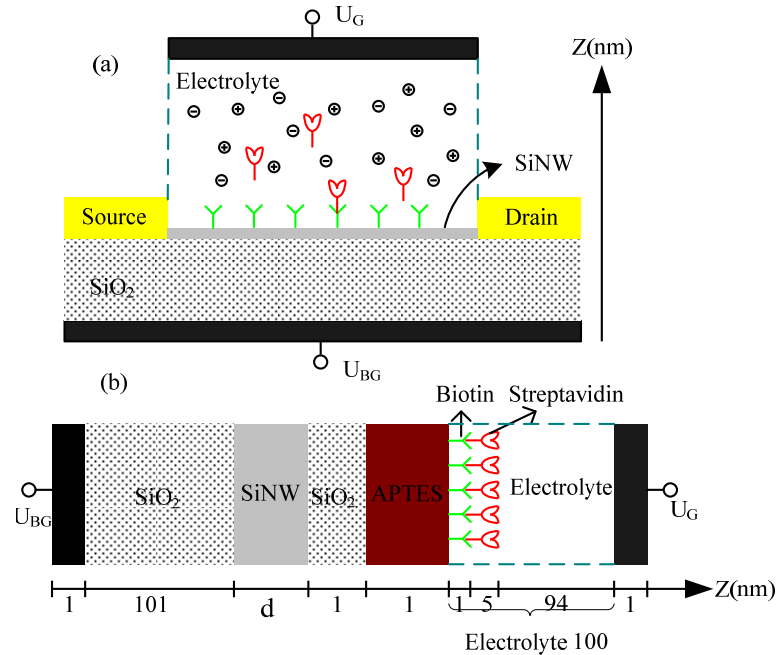 U_G
(a)
Z(nm)
Electrolyte
SiNW
Source
Drain
SiO₂
U_BG
(b)
Biotin
Streptavidin
SiO₂
SiNW
SiO₂
APTES
Electrolyte
U_BG
U_G
1
101
d
1
1
1
5
94
1
Z(nm)
Electrolyte 100